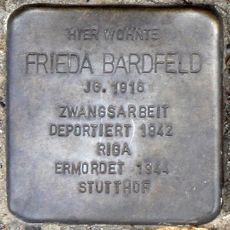 HIER WOHNTE
FRIEDA BARDFELD
JG. 1916
ZWANGSARBEIT
DEPORTIERT 1942
RIGA
ERMORDET 1944
STUTTHOF